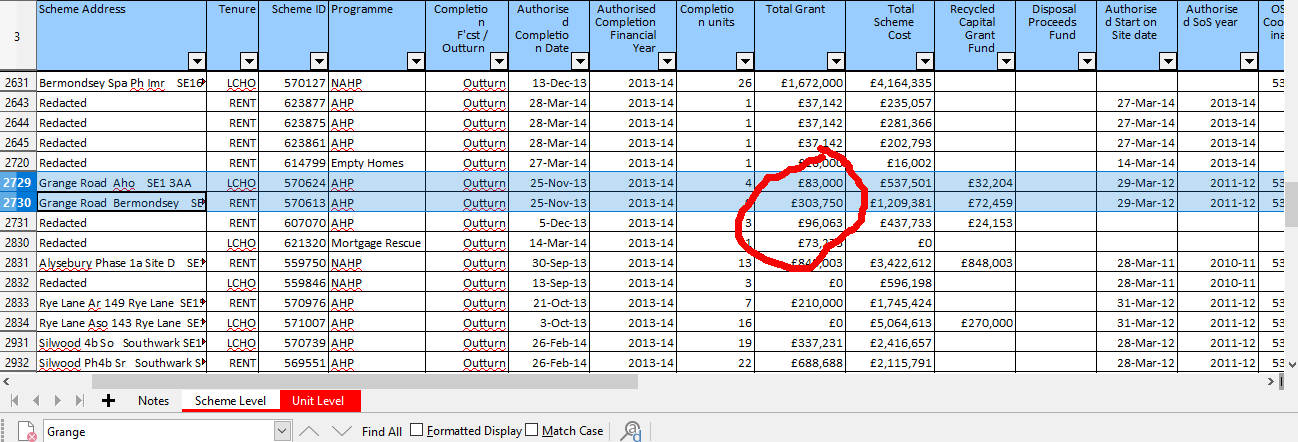 Scheme Address Tenure Scheme ID Programme Completio n F'cst / Outturn Authorise d Completio n Date Authorised Completion Financial Year Completio n units Total Grant Total Scheme Cost Recycled Capital Grant Fund Disposal Proceeds Fund Authorise d Start on Site date Authorise d SoS year OS Coo ina
3
2631 Bermondsey Spa Ph Imr SE16 LCHO 570127 NAHP Outturn 13-Dec-13 2013-14 26 £1,672,000 £4,164,335 53
2643 Redacted RENT 623877 AHP Outturn 28-Mar-14 2013-14 1 £37,142 £235,057 27-Mar-14 2013-14
2644 Redacted RENT 623875 AHP Outturn 28-Mar-14 2013-14 1 £37,142 £281,366 27-Mar-14 2013-14
2645 Redacted RENT 623861 AHP Outturn 28-Mar-14 2013-14 1 £37,142 £202,793 27-Mar-14 2013-14
2720 Redacted RENT 614799 Empty Homes Outturn 27-Mar-14 2013-14 1 £16,002 14-Mar-14 2013-14
2729 Grange Road Aho SE1 3AA LCHO 570624 AHP Outturn 25-Nov-13 2013-14 4 £83,000 £537,501 £32,204 29-Mar-12 2011-12 53
2730 Grange Road Bermondsey SE RENT 570613 AHP Outturn 25-Nov-13 2013-14 £303,750 £1,209,381 £72,459 29-Mar-12 2011-12 53
2731 Redacted RENT 607070 AHP Outturn 5-Dec-13 2013-14 3 £96,063 £437,733 £24,153
2830 Redacted LCHO 621320 Mortgage Rescue Outturn 14-Mar-14 2013-14 1 £0
2831 Alysebury Phase 1a Site D SE RENT 559750 NAHP Outturn 30-Sep-13 2013-14 13 £3,422,612 £848,003 28-Mar-11 2010-11 53
2832 Redacted LCHO 559846 NAHP Outturn 13-Sep-13 2013-14 3 £0 £596,198 28-Mar-11 2010-11
2833 Rye Lane Ar 149 Rye Lane SE1 RENT 570976 AHP Outturn 21-Oct-13 2013-14 7 £210,000 £1,745,424 31-Mar-12 2011-12 53
2834 Rye Lane Aso 143 Rye Lane SE LCHO 571007 AHP Outturn 3-Oct-13 2013-14 16 £0 £5,064,613 £270,000 31-Mar-12 2011-12 53
2931 Silwood 4b So Southwark SE1 LCHO 570739 AHP Outturn 26-Feb-14 2013-14 19 £337,231 £2,416,657 28-Mar-12 2011-12 53
2932 Silwood Ph4b Sr Southwark S RENT 569551 AHP Outturn 26-Feb-14 2013-14 22 £688,688 £2,115,791 28-Mar-12 2011-12 53
Notes Scheme Level Unit Level
Grange Find All Formatted Display Match Case